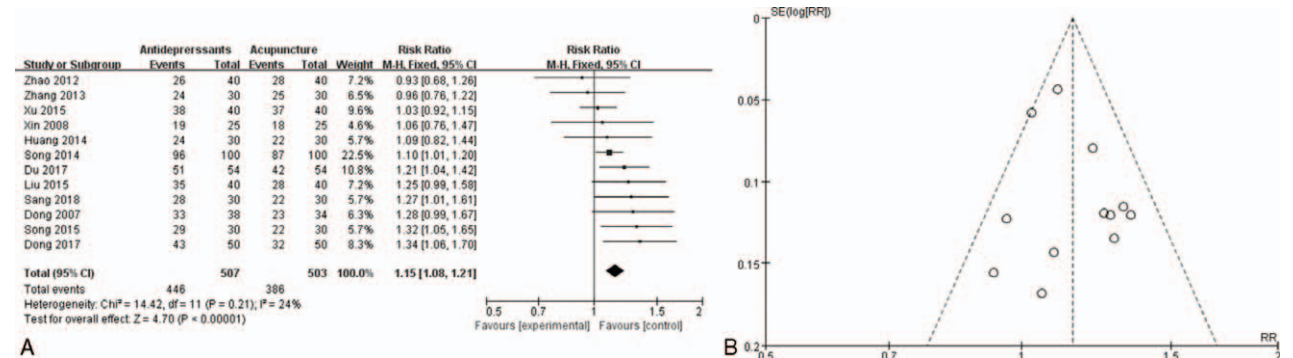 Antideprerssants Acupuncture Risk Ratio Risk Ratio
Study or Subgroup Events Total Events Total Weight M-H, Fixed, 95% CI M-H, Fixed, 95% CI
Zhao 2012 26 40 28 40 7.2% 0.93 [0.68, 1.26]
Zhang 2013 24 30 25 30 6.5% 0.96 [0.76, 1.22]
Xu 2015 38 40 37 40 9.6% 1.03 [0.92, 1.15]
Xin 2008 19 25 18 25 4.6% 1.06 [0.76, 1.47]
Huang 2014 24 30 22 30 5.7% 1.09 [0.82, 1.44]
Song 2014 96 100 87 100 22.5% 1.10 [1.01, 1.20]
Du 2017 51 54 42 54 10.8% 1.21 [1.04, 1.42]
Liu 2015 35 40 28 40 7.2% 1.25 [0.99, 1.58]
Sang 2018 28 30 22 30 5.7% 1.27 [1.01, 1.61]
Dong 2007 33 38 23 34 6.3% 1.28 [0.99, 1.67]
Song 2015 29 30 22 30 5.7% 1.32 [1.05, 1.65]
Dong 2017 43 50 32 50 8.3% 1.34 [1.06, 1.70]
Total (95% CI) 507 503 100.0% 1.15 [1.08, 1.21]
Total events 446 386
Heterogeneity: Chi² = 14.42, df = 11 (P = 0.21); I² = 24%
Test for overall effect: Z = 4.70 (P < 0.00001)
0.5 0.7 1 1.5 2
Favours [experimental] Favours [control]
A
SE(log[RR])
0
0.05
0.1
0.15
0.2
RR
0.5 0.7 1 1.5 2
B